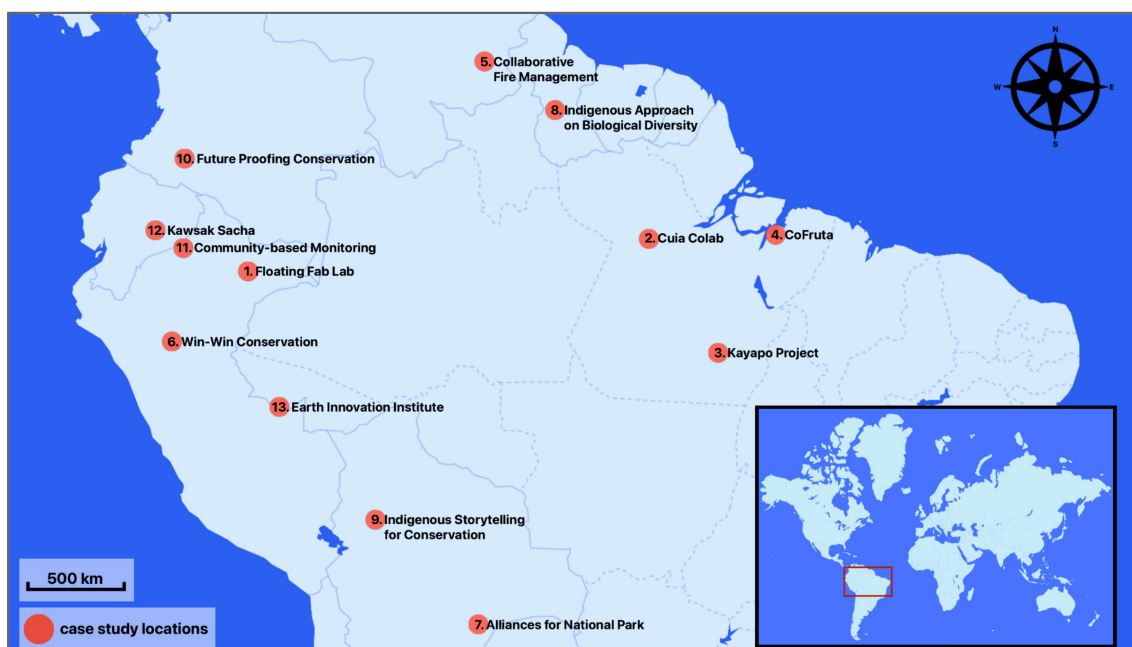 N
W
E
S
5. Collaborative
Fire Management
8. Indigenous Approach
on Biological Diversity
10. Future Proofing Conservation
12. Kawsak Sacha
2. Cuia Colab
4. CoFruta
11. Community-based Monitoring
1. Floating Fab Lab
6. Win-Win Conservation
3. Kayapo Project
13. Earth Innovation Institute
9. Indigenous Storytelling
for Conservation
500 km
7. Alliances for National Park
case study locations